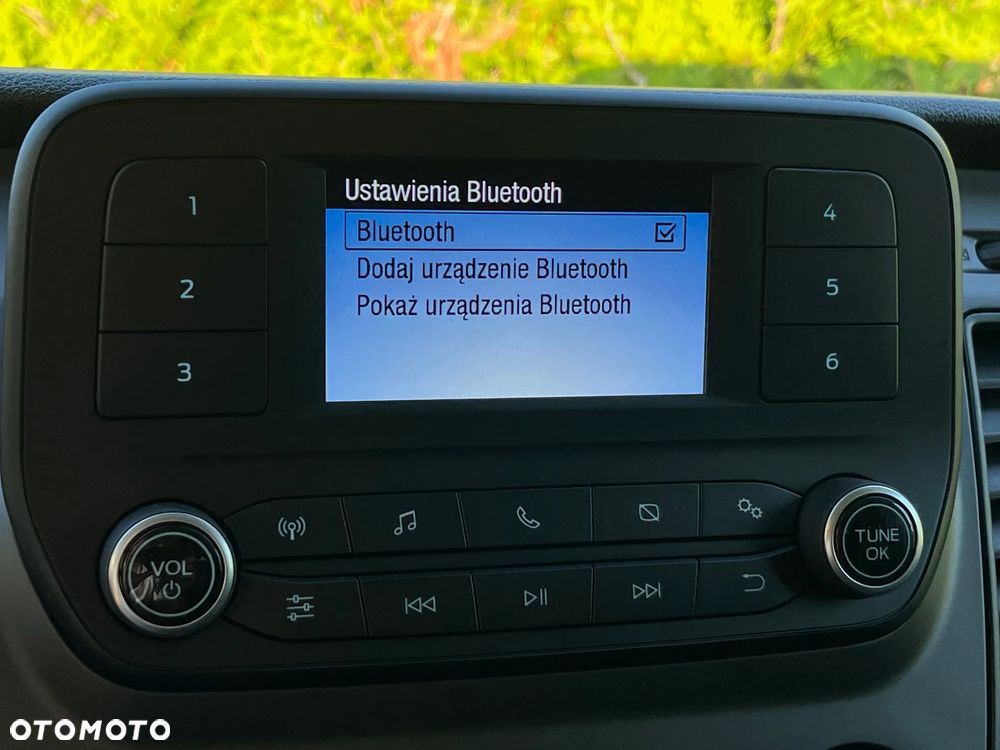 Ustawienia Bluetooth
Bluetooth
Dodaj urządzenie Bluetooth
Pokaż urządzenia Bluetooth
1
2
3
4
5
6
VOL
TUNE
OK
OTOMOTO